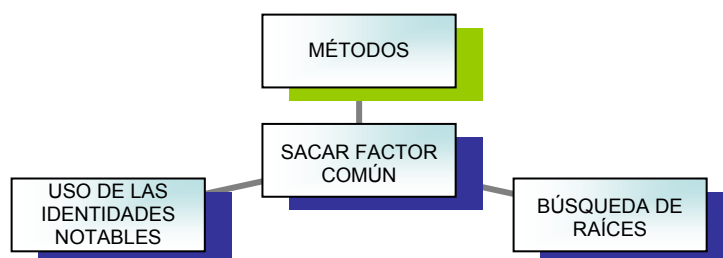 MÉTODOS
SACAR FACTOR
COMÚN
USO DE LAS
IDENTIDADES
NOTABLES
BÚSQUEDA DE
RAÍCES